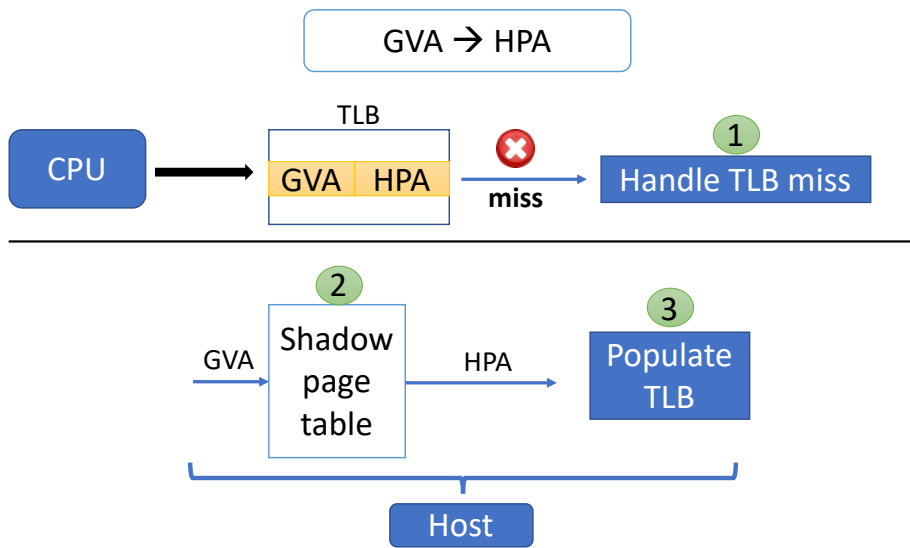 GVA → HPA
TLB
CPU
GVA HPA
miss
1
Handle TLB miss
2
3
GVA
Shadow
page
table
HPA
Populate
TLB
Host